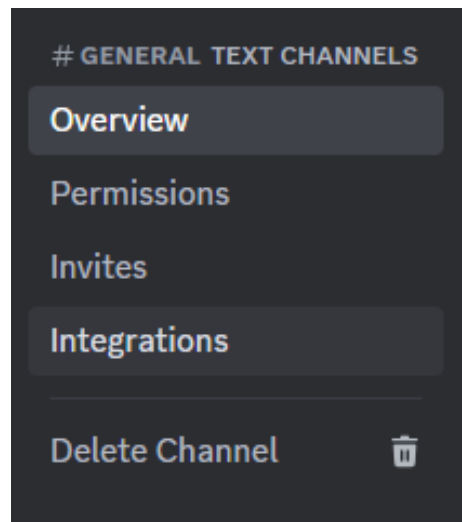 # GENERAL TEXT CHANNELS
Overview
Permissions
Invites
Integrations
Delete Channel